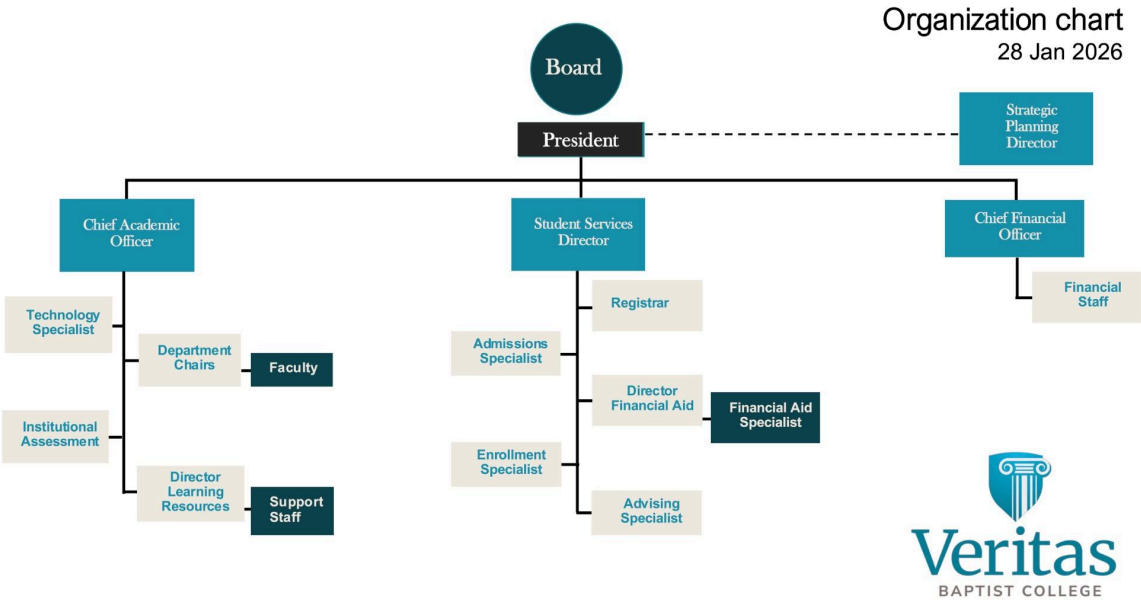 Organization chart
28 Jan 2026
Board
President
Strategic
Planning
Director
Chief Academic
Officer
Student Services
Director
Chief Financial
Officer
Technology
Specialist
Department
Chairs
Faculty
Institutional
Assessment
Director
Learning
Resources
Support
Staff
Registrar
Admissions
Specialist
Director
Financial Aid
Financial Aid
Specialist
Enrollment
Specialist
Advising
Specialist
Financial
Staff
Veritas
BAPTIST COLLEGE